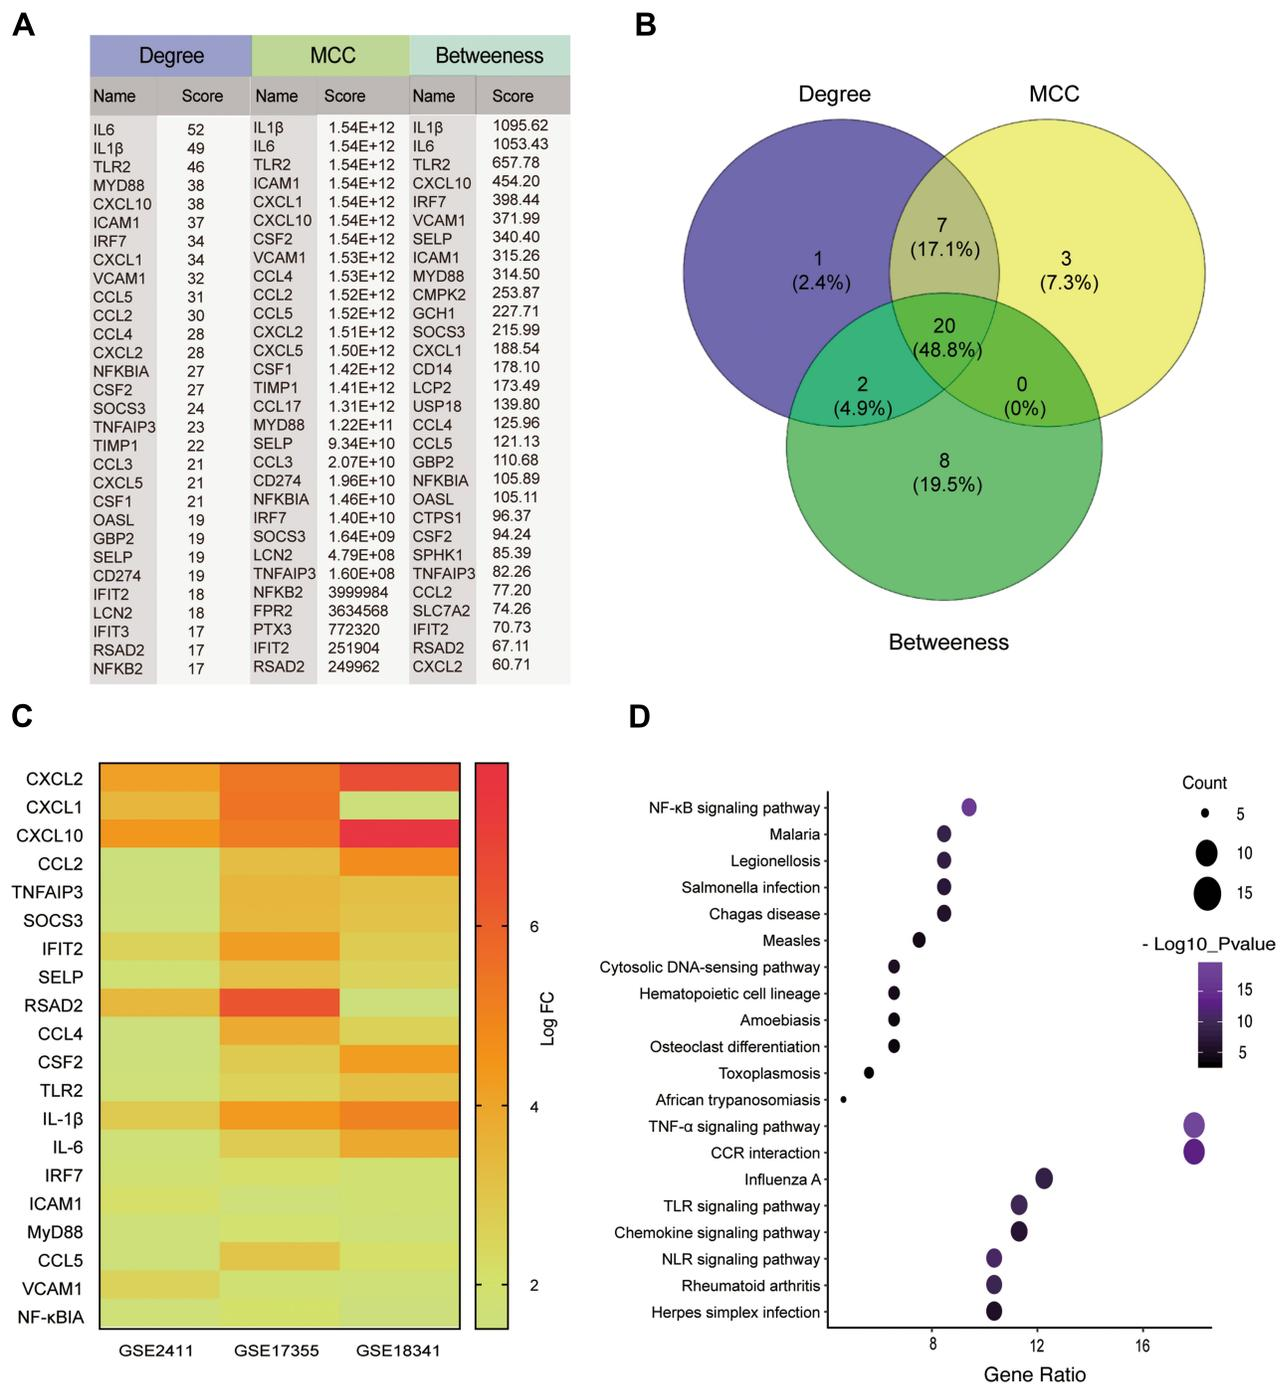 A
Degree MCC Betweeness
Name Score Name Score Name Score
IL6 52 IL1β 1.54E+12 IL1β 1095.62
IL1β 49 IL6 1.54E+12 IL6 1053.43
TLR2 46 TLR2 1.54E+12 TLR2 657.78
MYD88 38 ICAM1 1.54E+12 CXCL10 454.20
CXCL10 38 CXCL1 1.54E+12 IRF7 398.44
ICAM1 37 CXCL10 1.54E+12 VCAM1 371.99
IRF7 34 CSF2 1.54E+12 SELP 340.40
CXCL1 34 VCAM1 1.53E+12 ICAM1 315.26
VCAM1 32 CCL4 1.53E+12 MYD88 314.50
CCL5 31 CCL2 1.52E+12 CMPK2 253.87
CCL2 30 CCL5 1.52E+12 GCH1 227.71
CCL4 28 CXCL2 1.51E+12 SOCS3 215.99
CXCL2 28 CXCL5 1.50E+12 CXCL1 188.54
NFKBIA 27 CSF1 1.42E+12 CD14 178.10
CSF2 27 TIMP1 1.41E+12 LCP2 173.49
SOCS3 24 CCL17 1.31E+12 USP18 139.80
TNFAIP3 23 MYD88 1.22E+11 CCL4 125.96
TIMP1 22 SELP 9.34E+10 CCL5 121.13
CCL3 21 CCL3 2.07E+10 GBP2 110.68
CXCL5 21 CD274 1.96E+10 NFKBIA 105.89
CSF1 21 NFKBIA 1.46E+10 OASL 105.11
OASL 19 IRF7 1.40E+10 CTPS1 96.37
GBP2 19 SOCS3 1.64E+09 CSF2 94.24
SELP 19 LCN2 4.79E+08 SPHK1 85.39
CD274 19 TNFAIP3 1.60E+08 TNFAIP3 82.26
IFIT2 18 NFKB2 3999984 CCL2 77.20
LCN2 18 FPR2 3634568 SLC7A2 74.26
IFIT3 17 PTX3 772320 IFIT2 70.73
RSAD2 17 IFIT2 251904 RSAD2 67.11
NFKB2 17 RSAD2 249962 CXCL2 60.71
B
Degree MCC
7
(17.1%)
1
(2.4%)
3
(7.3%)
20
(48.8%)
2
(4.9%)
0
(0%)
8
(19.5%)
Betweeness
C
CXCL2
CXCL1
CXCL10
CCL2
TNFAIP3
SOCS3
IFIT2
SELP
RSAD2
CCL4
CSF2
TLR2
IL-1β
IL-6
IRF7
ICAM1
MyD88
CCL5
VCAM1
NF-κBIA
GSE2411 GSE17355 GSE18341
6
4
2
Log FC
D
NF-κB signaling pathway
Malaria
Legionellosis
Salmonella infection
Chagas disease
Measles
Cytosolic DNA-sensing pathway
Hematopoietic cell lineage
Amoebiasis
Osteoclast differentiation
Toxoplasmosis
African trypanosomiasis
TNF-α signaling pathway
CCR interaction
Influenza A
TLR signaling pathway
Chemokine signaling pathway
NLR signaling pathway
Rheumatoid arthritis
Herpes simplex infection
8 12 16
Gene Ratio
Count
5
10
15
- Log10_Pvalue
15
10
5